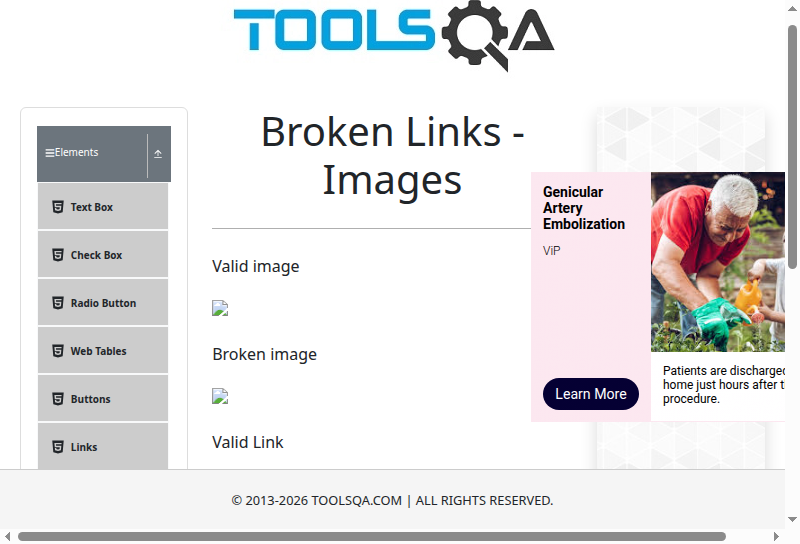 TOOLSQA
Elements
Text Box
Check Box
Radio Button
Web Tables
Buttons
Links
Broken Links -
Images
Valid image
Broken image
Valid Link
Genicular
Artery
Embolization
ViP
Learn More
Patients are discharged
home just hours after t
procedure.
© 2013-2026 TOOLSQA.COM | ALL RIGHTS RESERVED.